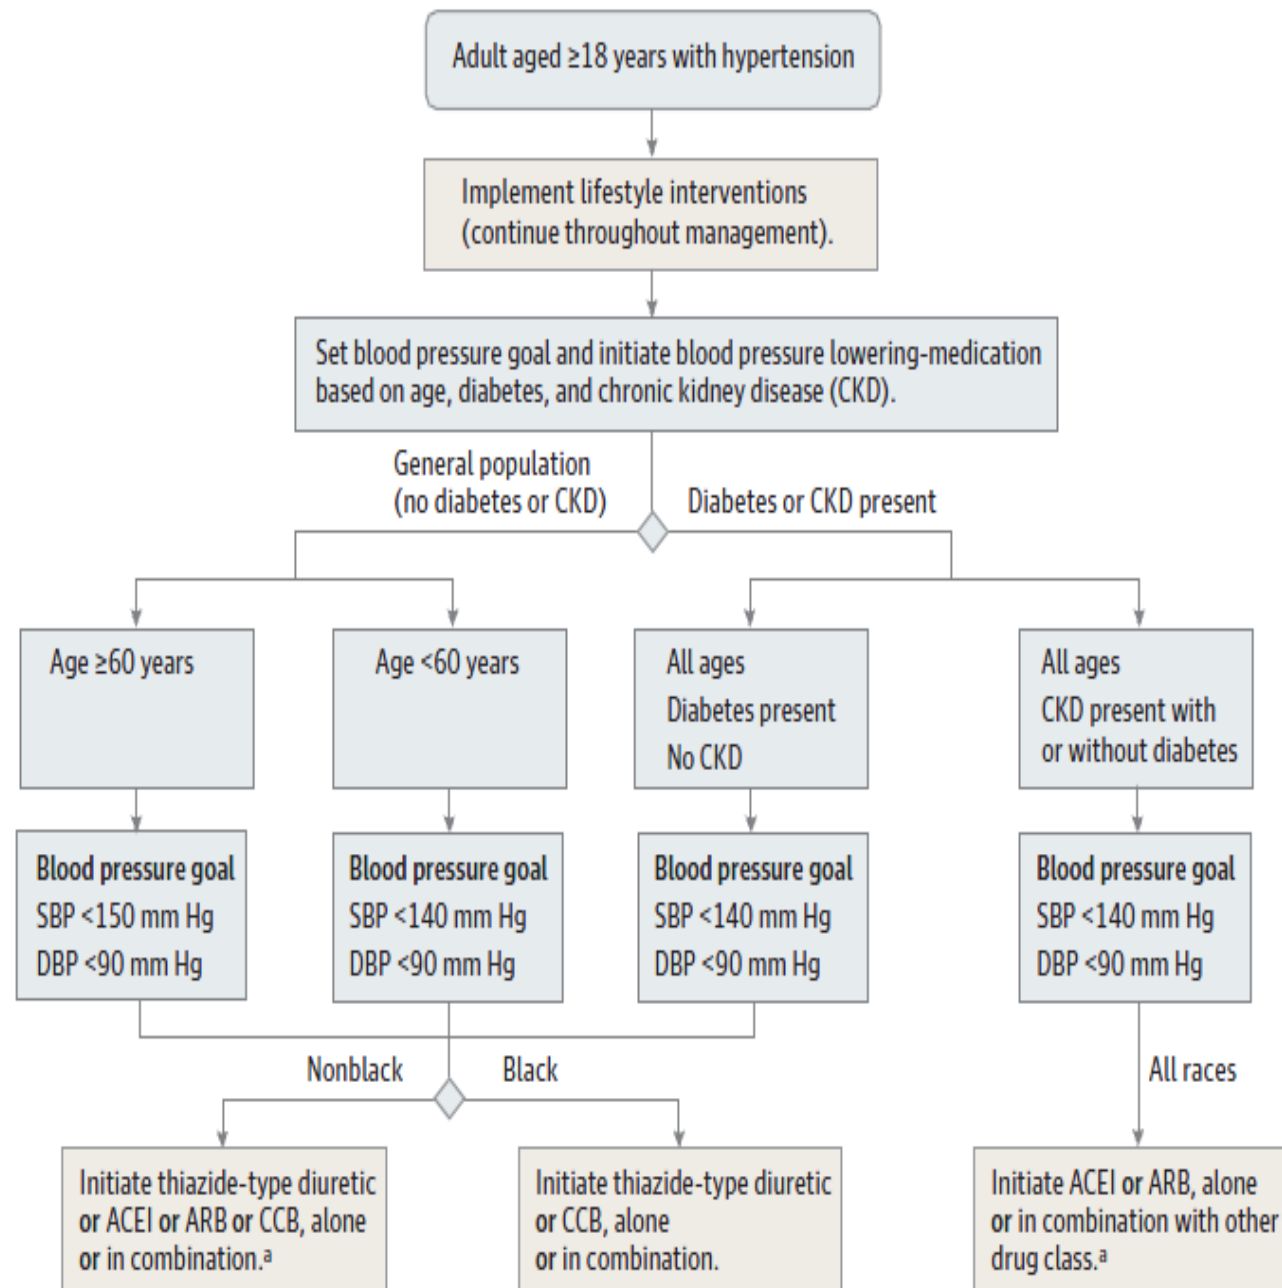 Adult aged ≥18 years with hypertension
Implement lifestyle interventions
(continue throughout management).
Set blood pressure goal and initiate blood pressure lowering-medication
based on age, diabetes, and chronic kidney disease (CKD).
General population
(no diabetes or CKD)
Diabetes or CKD present
Age ≥60 years
Age <60 years
All ages
Diabetes present
No CKD
All ages
CKD present with
or without diabetes
Blood pressure goal
SBP <150 mm Hg
DBP <90 mm Hg
Blood pressure goal
SBP <140 mm Hg
DBP <90 mm Hg
Blood pressure goal
SBP <140 mm Hg
DBP <90 mm Hg
Blood pressure goal
SBP <140 mm Hg
DBP <90 mm Hg
Nonblack
Black
All races
Initiate thiazide-type diuretic
or ACEI or ARB or CCB, alone
or in combination.ª
Initiate thiazide-type diuretic
or CCB, alone
or in combination.
Initiate ACEI or ARB, alone
or in combination with other
drug class.ª